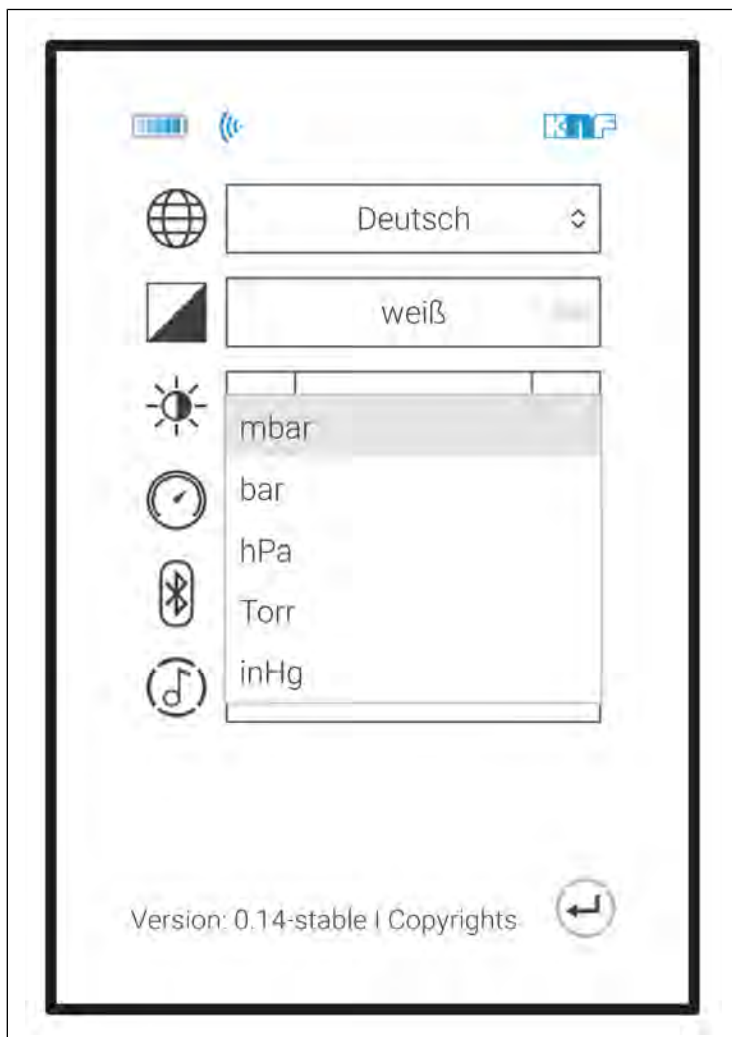 KNF
Deutsch
weiß
mbar
bar
hPa
Torr
inHg
Version: 0.14-stable I Copyrights